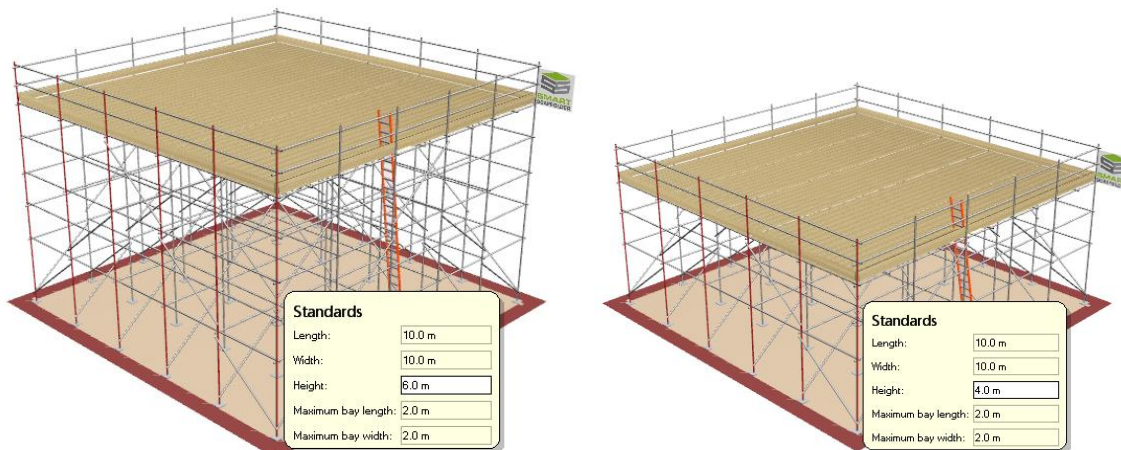 SMART
Standards
Length: 10.0 m
Width: 10.0 m
Height: 6.0 m
Maximum bay length: 2.0 m
Maximum bay width: 2.0 m
SMART
Standards
Length: 10.0 m
Width: 10.0 m
Height: 4.0 m
Maximum bay length: 2.0 m
Maximum bay width: 2.0 m